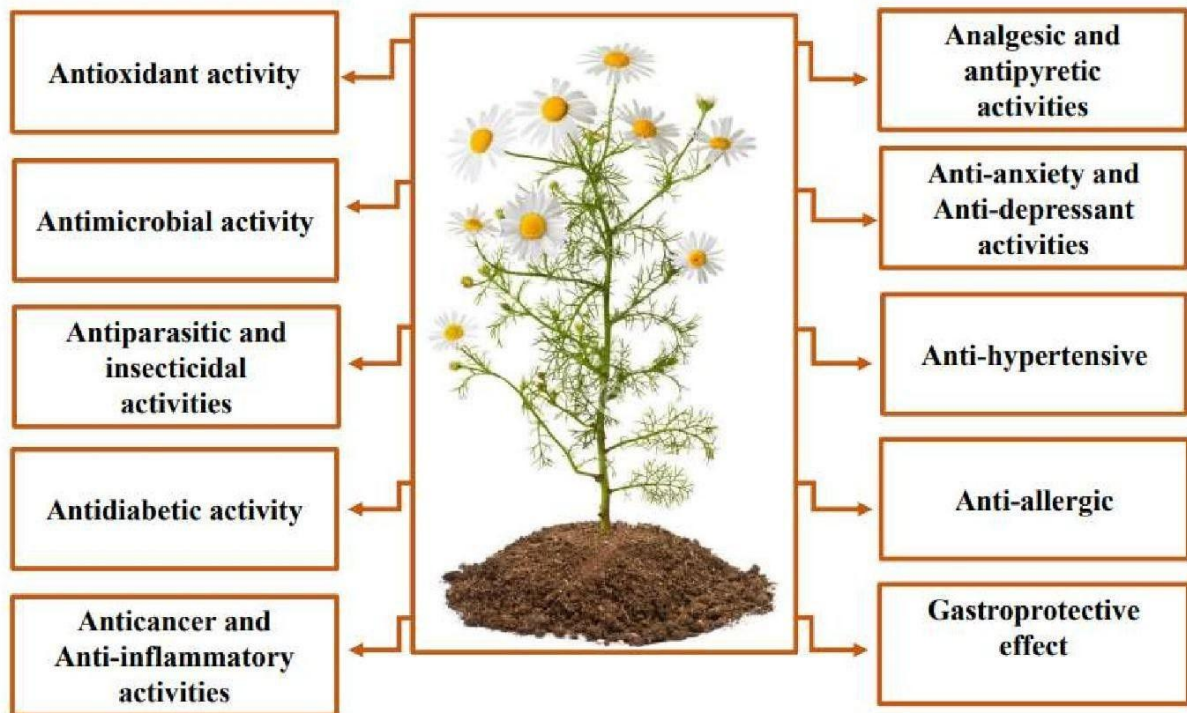 Antioxidant activity
Antimicrobial activity
Antiparasitic and
insecticidal
activities
Antidiabetic activity
Anticancer and
Anti-inflammatory
activities
Analgesic and
antipyretic
activities
Anti-anxiety and
Anti-depressant
activities
Anti-hypertensive
Anti-allergic
Gastroprotective
effect